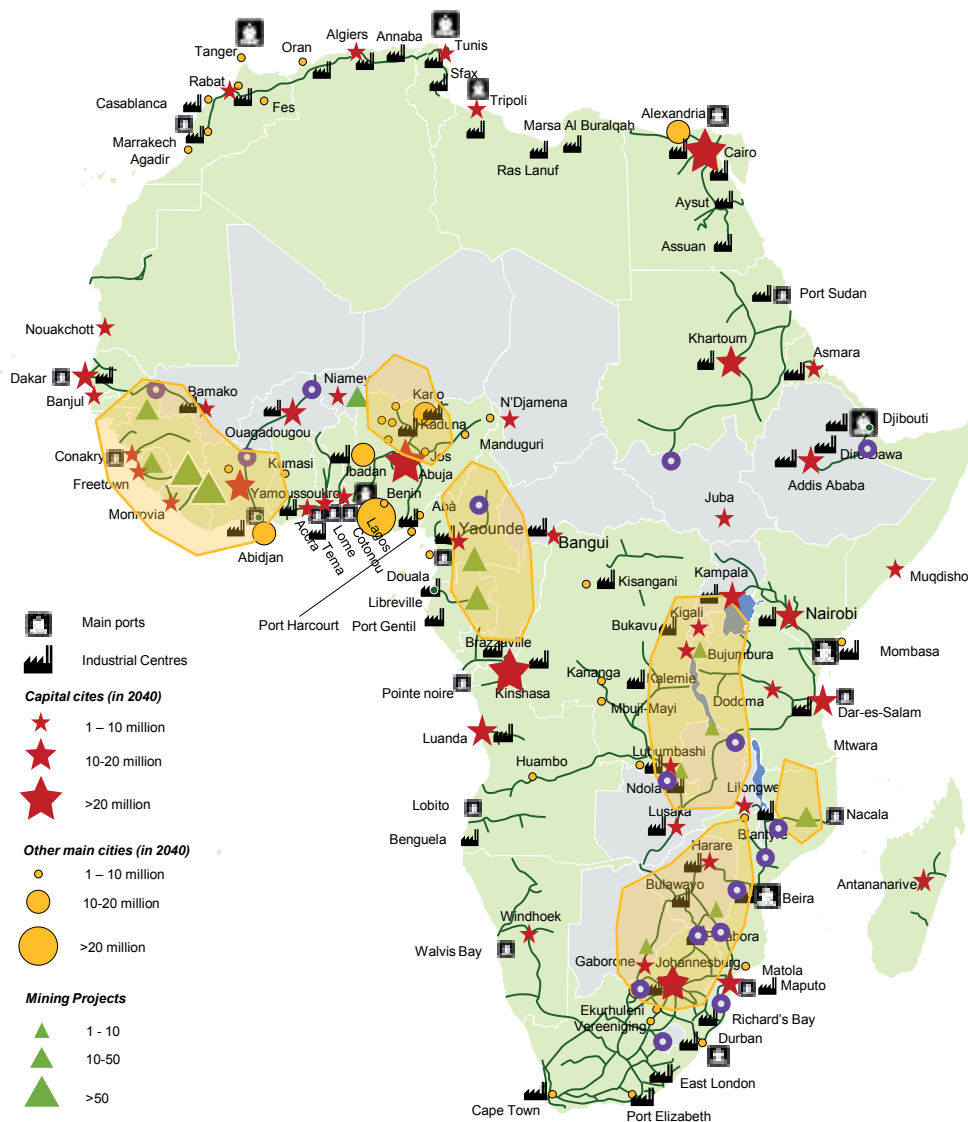 Algiers
Annaba
Tunis
Oran
Tanger
Sfax
Rabat
Tripoli
Casablanca
Fes
Alexandria
Marsa Al Buralqah
Marrakech
Cairo
Agadir
Ras Lanuf
Aysut
Assuan
Port Sudan
Nouakchott
Khartoum
Asmara
Dakar
Niamey
Bamako
Kano
N'Djamena
Banjul
Djibouti
Ouagadougou
Kaduna
Manduguri
Dire Dawa
Conakry
Jos
Kumasi
Ibadan
Abuja
Addis Ababa
Freetown
Yamoussoukro
Benin
Juba
Monrovia
Aba
Yaounde
Accra
Tema
Lome
Cotonou
Lagos
Bangui
Abidjan
Kampala
Muqdisho
Douala
Kisangani
Libreville
Kigali
Nairobi
Port Harcourt
Port Gentil
Bukavu
Main ports
Brazzaville
Bujumbura
Mombasa
Industrial Centres
Kananga
Kalemie
Pointe noire
Kinshasa
Dodoma
Capital cites (in 2040)
Mbuji-Mayi
Dar-es-Salam
1 – 10 million
Luanda
Mtwara
10-20 million
Lubumbashi
Huambo
Ndola
Lilongwe
>20 million
Lobito
Lusaka
Nacala
Benguela
Blantyre
Other main cities (in 2040)
Harare
1 – 10 million
Bulawayo
Antananarive
10-20 million
Beira
Windhoek
>20 million
Walvis Bay
Gaborone
Johannesburg
Matola
Maputo
Mining Projects
Ekurhuleni
Vereeniging
Richard's Bay
1 - 10
Durban
10-50
East London
>50
Cape Town
Port Elizabeth